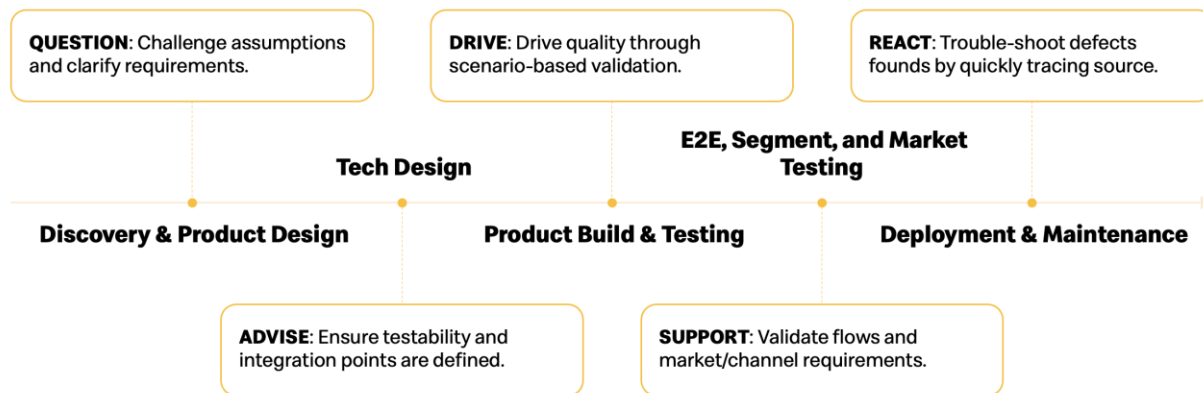 QUESTION: Challenge assumptions
and clarify requirements.
DRIVE: Drive quality through
scenario-based validation.
REACT: Trouble-shoot defects
founds by quickly tracing source.
Tech Design
E2E, Segment, and Market
Testing
Discovery & Product Design
Product Build & Testing
Deployment & Maintenance
ADVISE: Ensure testability and
integration points are defined.
SUPPORT: Validate flows and
market/channel requirements.